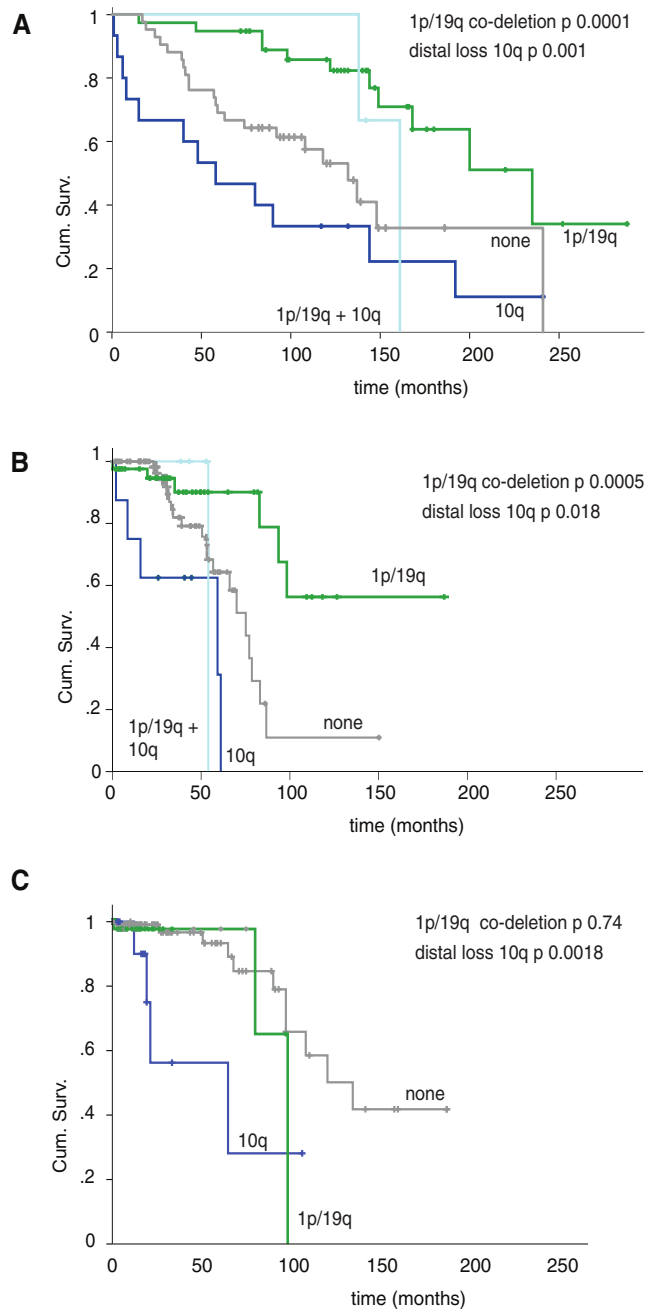 A
1p/19q co-deletion p 0.0001
distal loss 10q p 0.001
Cum. Surv.
1
.8
.6
.4
.2
0
none
1p/19q
1p/19q + 10q
10q
0 50 100 150 200 250
time (months)
B
1p/19q co-deletion p 0.0005
distal loss 10q p 0.018
Cum. Surv.
1
.8
.6
.4
.2
0
1p/19q
none
1p/19q +
10q
10q
0 50 100 150 200 250
time (months)
C
1p/19q co-deletion p 0.74
distal loss 10q p 0.0018
Cum. Surv.
1
.8
.6
.4
.2
0
none
10q
1p/19q
0 50 100 150 200 250
time (months)